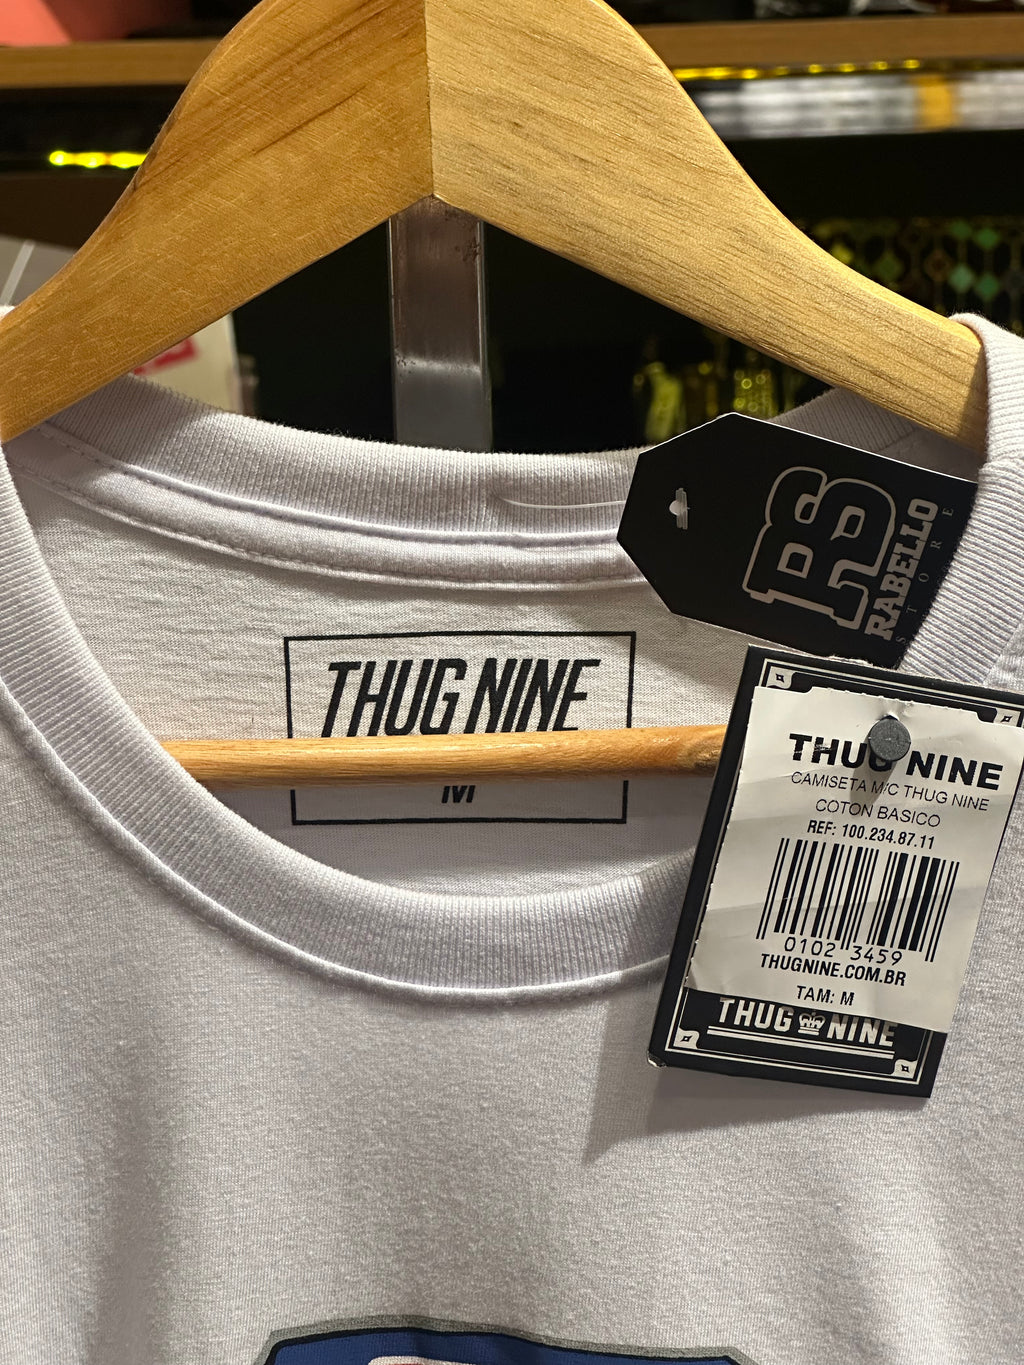 RS
RABELLO
STORE
THUG NINE
M
THUG NINE
CAMISETA M/C THUG NINE
COTON BASICO
REF: 100.234.87.11
0102 3459
THUGNINE.COM.BR
TAM: M
THUG NINE